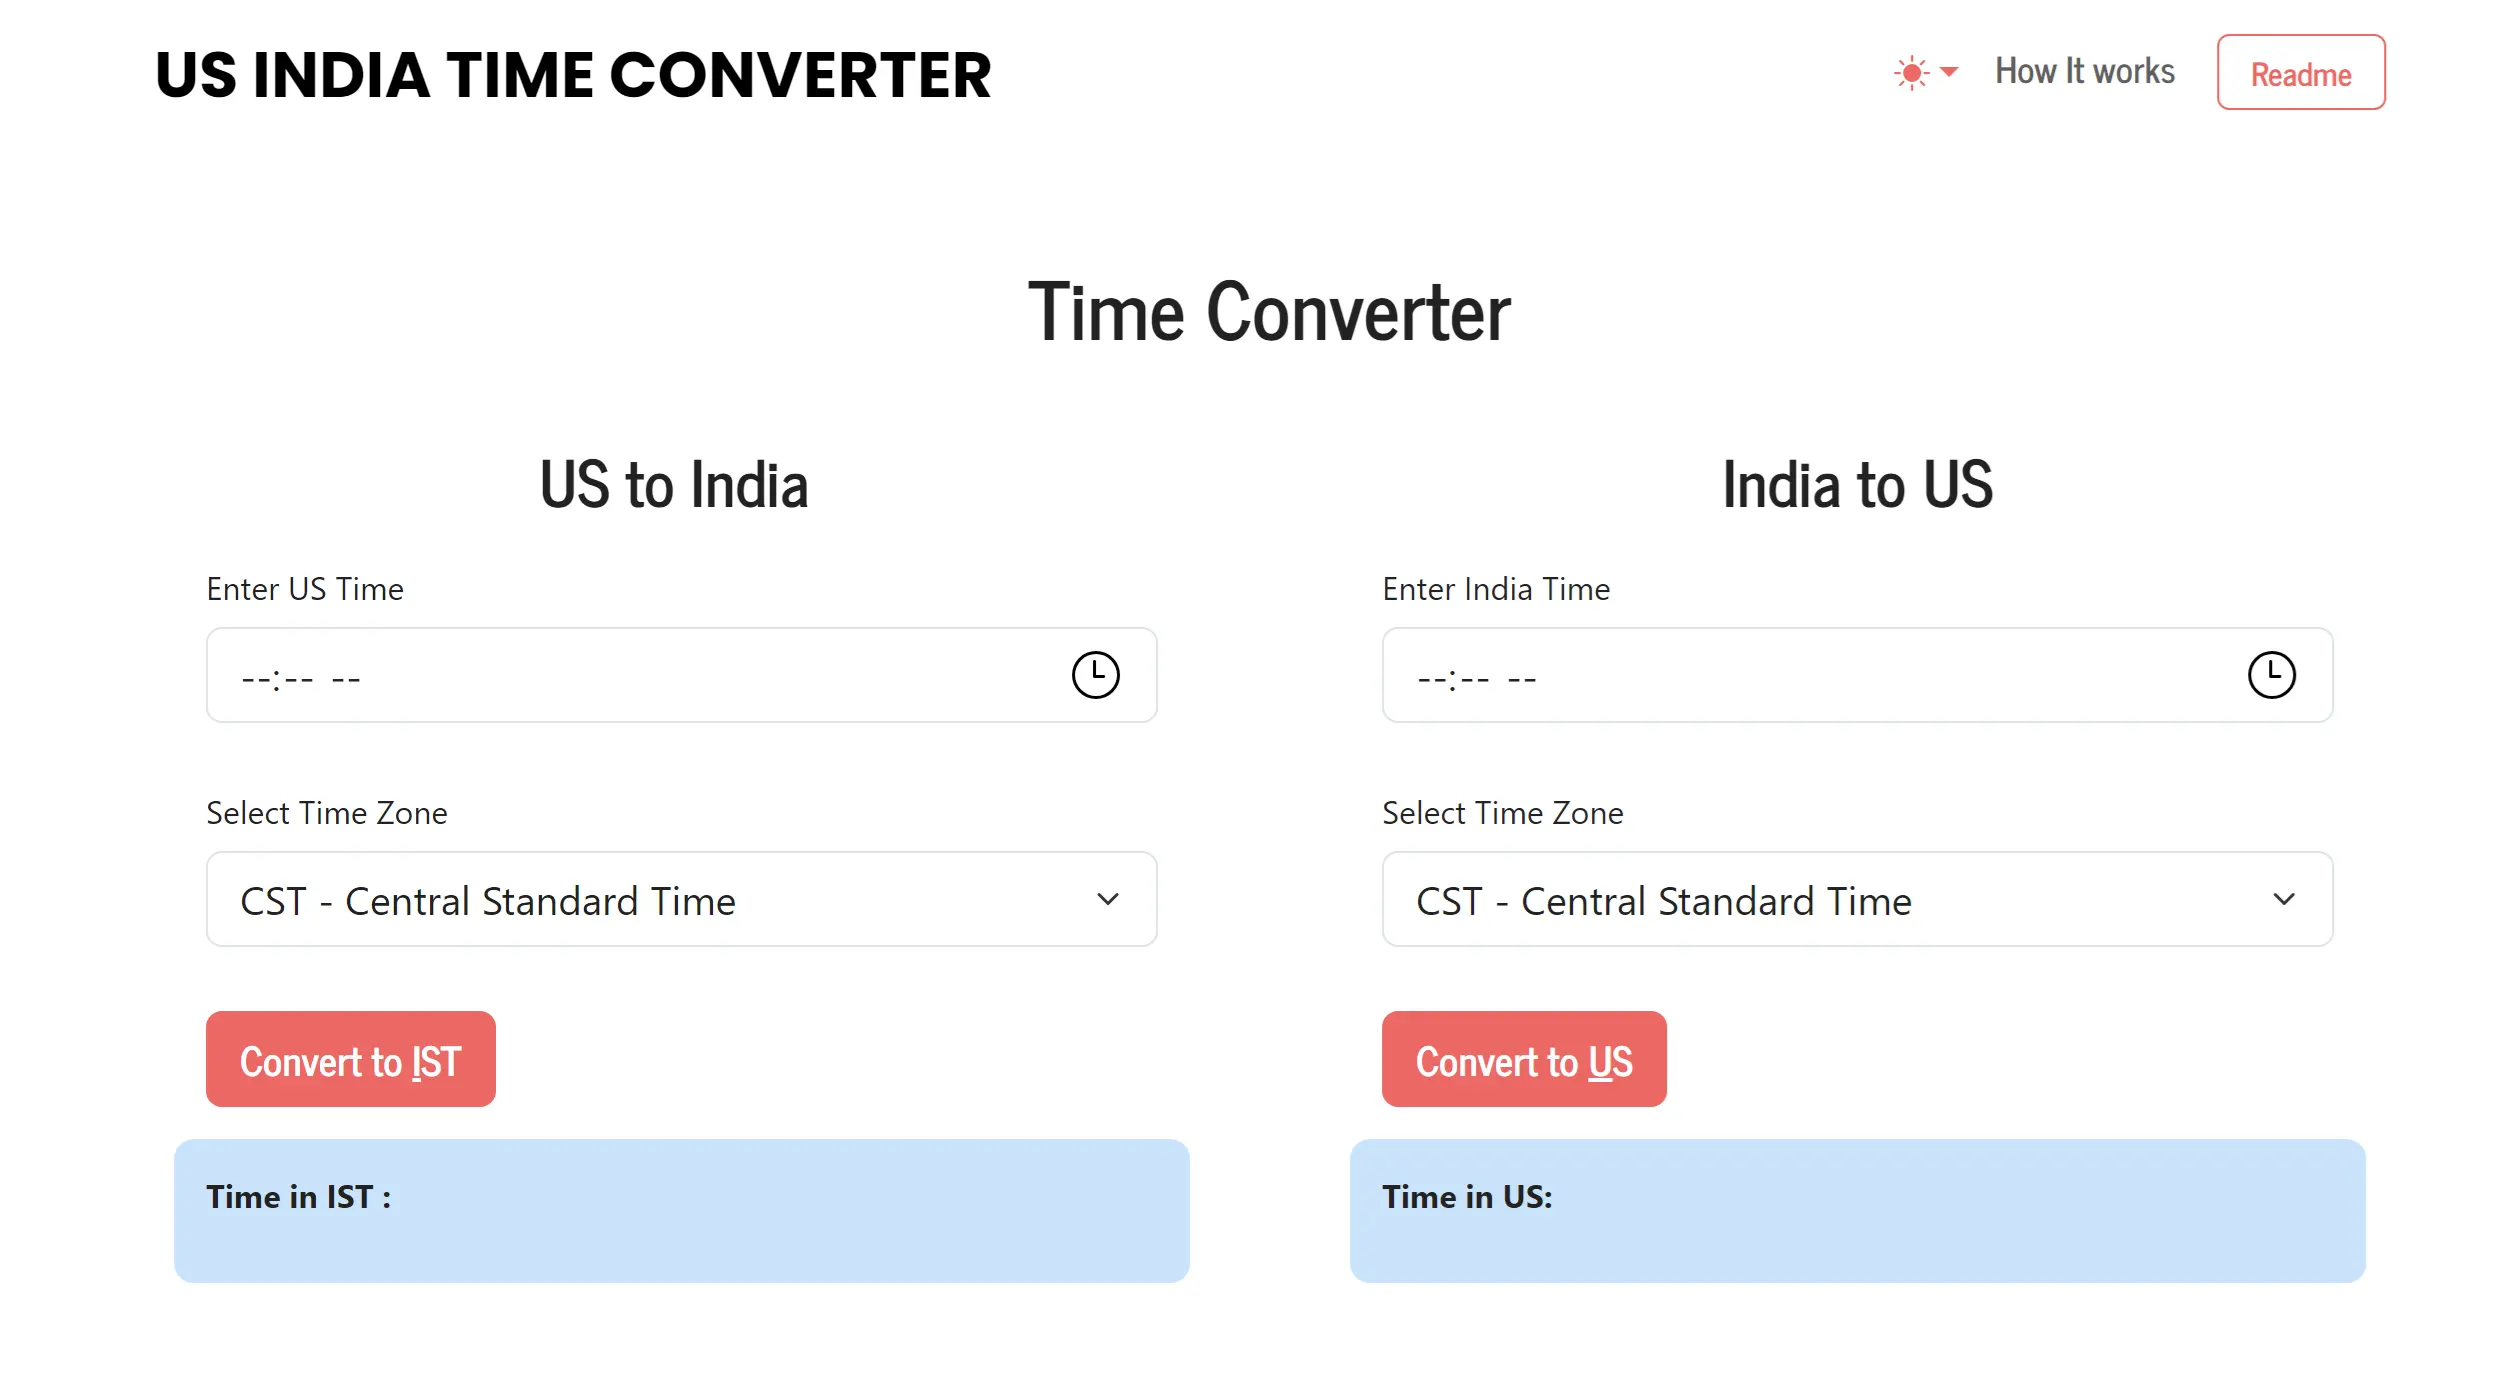 US INDIA TIME CONVERTER
How It works
Readme
Time Converter
US to India
Enter US Time
--:-- --
Select Time Zone
CST - Central Standard Time
Convert to IST
Time in IST :
India to US
Enter India Time
--:-- --
Select Time Zone
CST - Central Standard Time
Convert to US
Time in US: